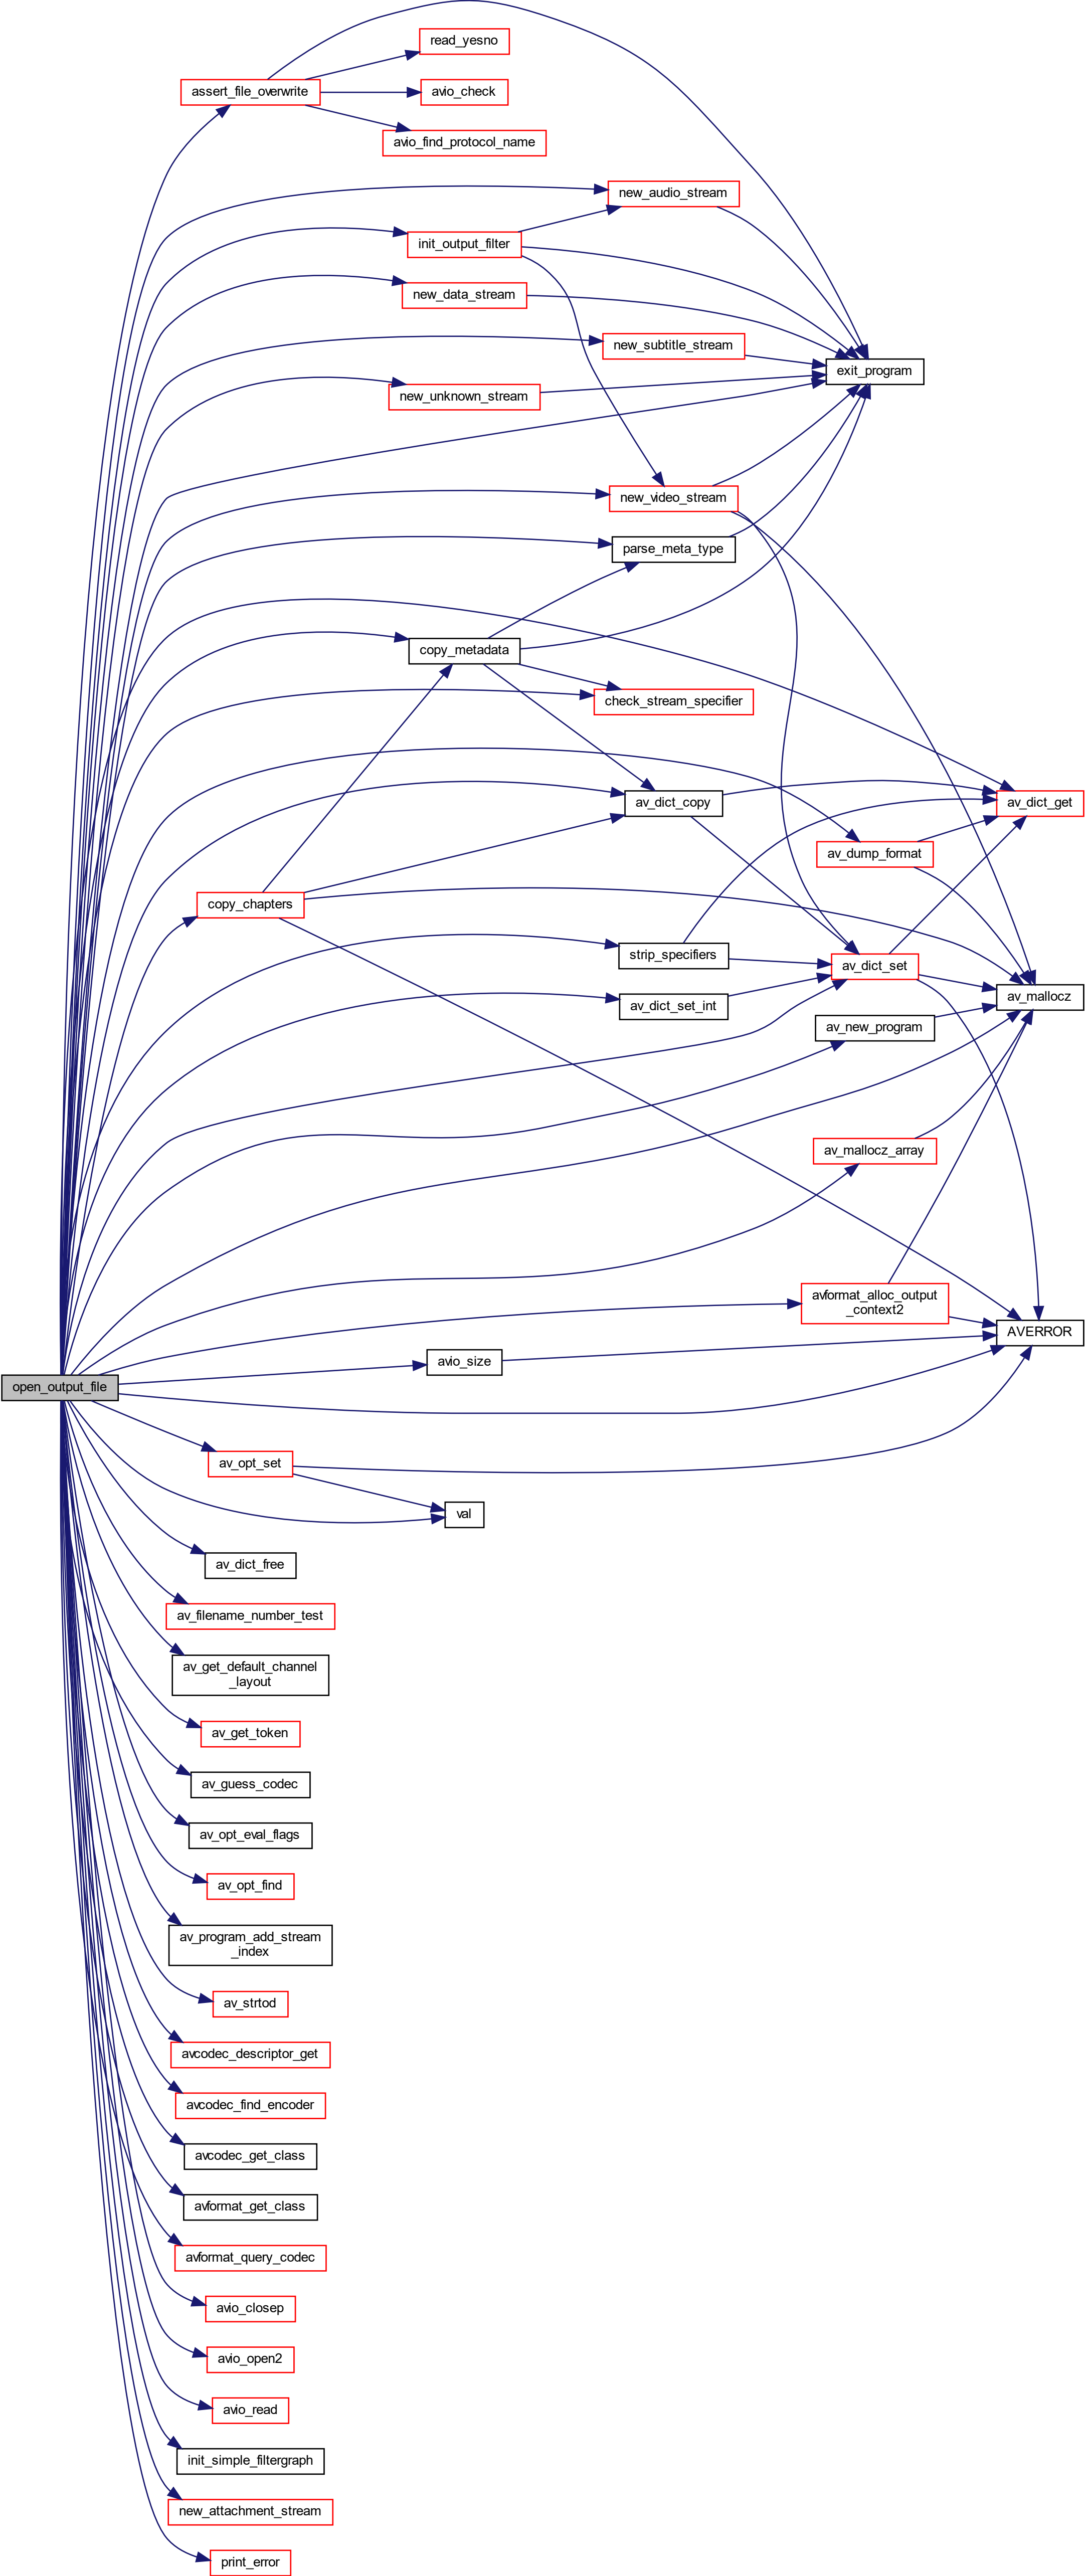 read_yesno
assert_file_overwrite
avio_check
avio_find_protocol_name
new_audio_stream
init_output_filter
new_data_stream
new_subtitle_stream
exit_program
new_unknown_stream
new_video_stream
parse_meta_type
copy_metadata
check_stream_specifier
av_dict_copy
av_dict_get
av_dump_format
copy_chapters
strip_specifiers
av_dict_set
av_mallocz
av_dict_set_int
av_new_program
av_mallocz_array
avformat_alloc_output
_context2
AVERROR
avio_size
open_output_file
av_opt_set
val
av_dict_free
av_filename_number_test
av_get_default_channel
_layout
av_get_token
av_guess_codec
av_opt_eval_flags
av_opt_find
av_program_add_stream
_index
av_strtod
avcodec_descriptor_get
avcodec_find_encoder
avcodec_get_class
avformat_get_class
avformat_query_codec
avio_closep
avio_open2
avio_read
init_simple_filtergraph
new_attachment_stream
print_error